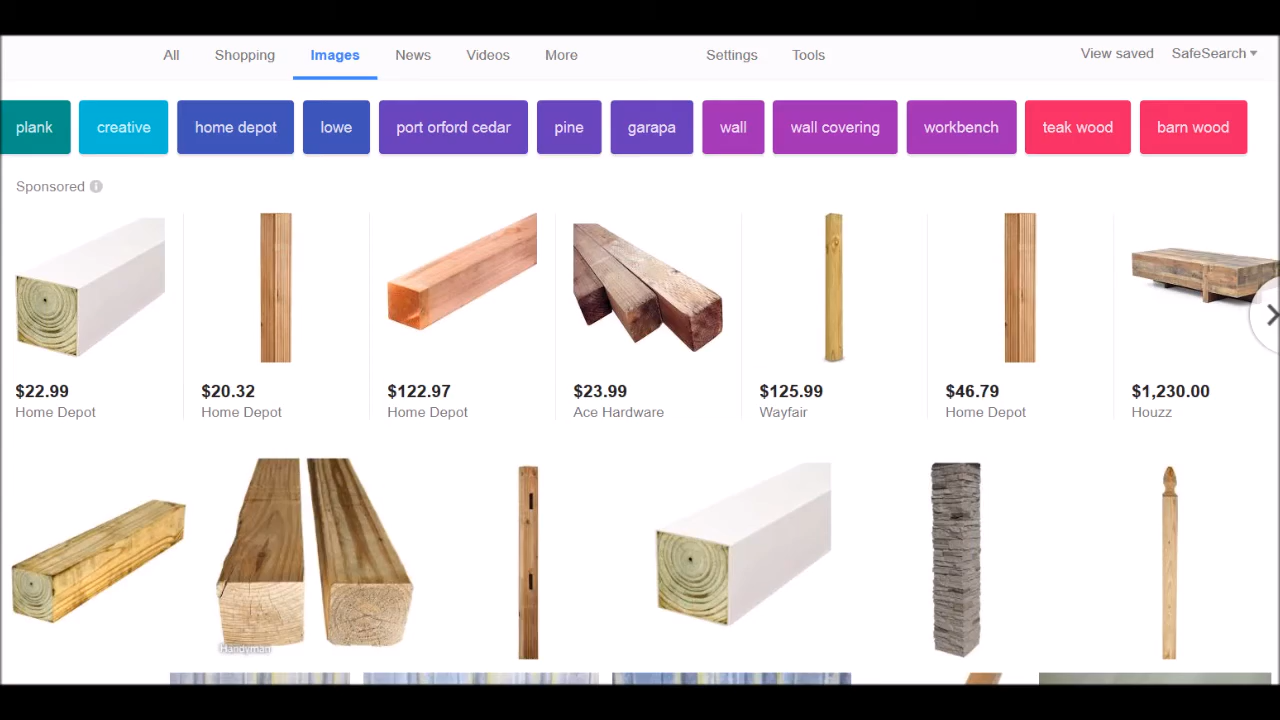 All Shopping Images News Videos More Settings Tools View saved SafeSearch
plank creative home depot lowe port orford cedar pine garapa wall wall covering workbench teak wood barn wood
Sponsored
$22.99 $20.32 $122.97 $23.99 $125.99 $46.79 $1,230.00
Home Depot Home Depot Home Depot Ace Hardware Wayfair Home Depot Houzz
Handyman